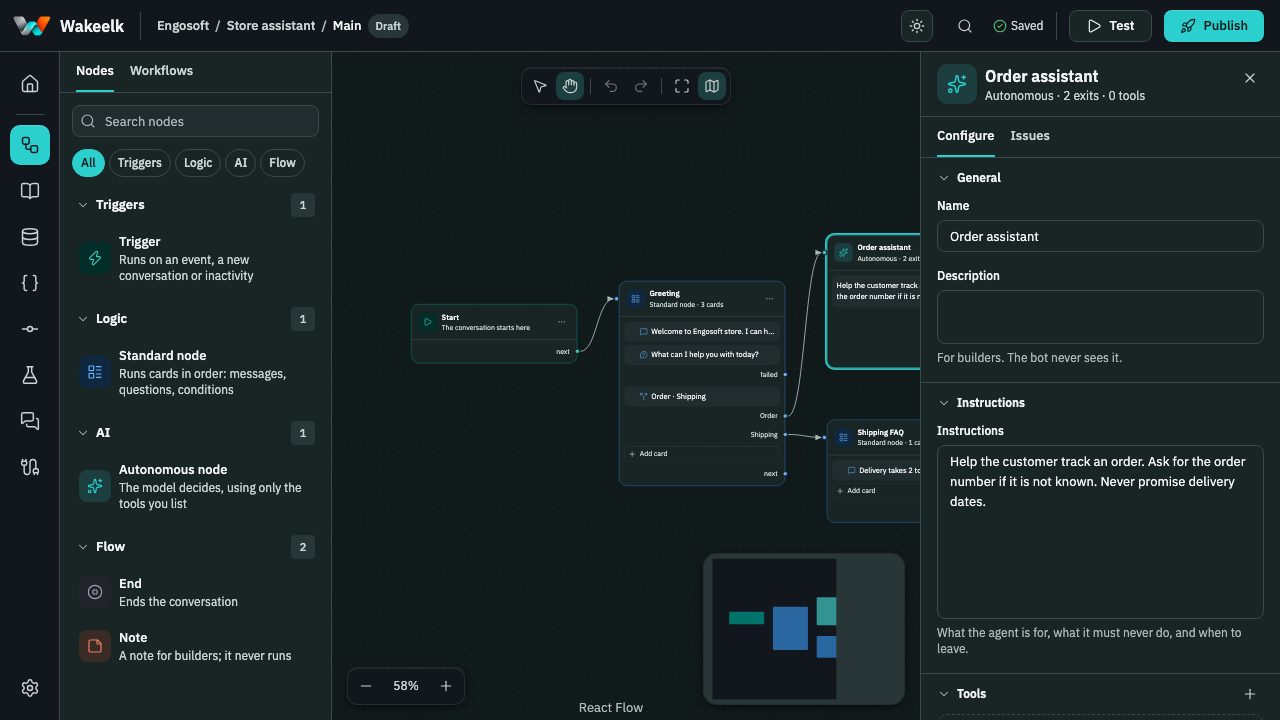 Wakeelk
Engosoft / Store assistant / Main Draft
Saved
Test
Publish
Nodes Workflows
Search nodes
All Triggers Logic AI Flow
Triggers 1
Trigger
Runs on an event, a new
conversation or inactivity
Logic 1
Standard node
Runs cards in order: messages,
questions, conditions
AI 1
Autonomous node
The model decides, using only the
tools you list
Flow 2
End
Ends the conversation
Note
A note for builders; it never runs
Start
The conversation starts here
next
Greeting
Standard node · 3 cards
Welcome to Engosoft store. I can h...
What can I help you with today?
failed
Order · Shipping
Order
Shipping
Add card
next
Order assistant
Autonomous · 2 exit
Help the customer track
the order number if it is
Shipping FAQ
Standard node · 1 ca
Delivery takes 2 to
Add card
58%
React Flow
Order assistant
Autonomous · 2 exits · 0 tools
Configure Issues
General
Name
Order assistant
Description
For builders. The bot never sees it.
Instructions
Instructions
Help the customer track an order. Ask for the order
number if it is not known. Never promise delivery
dates.
What the agent is for, what it must never do, and when to
leave.
Tools